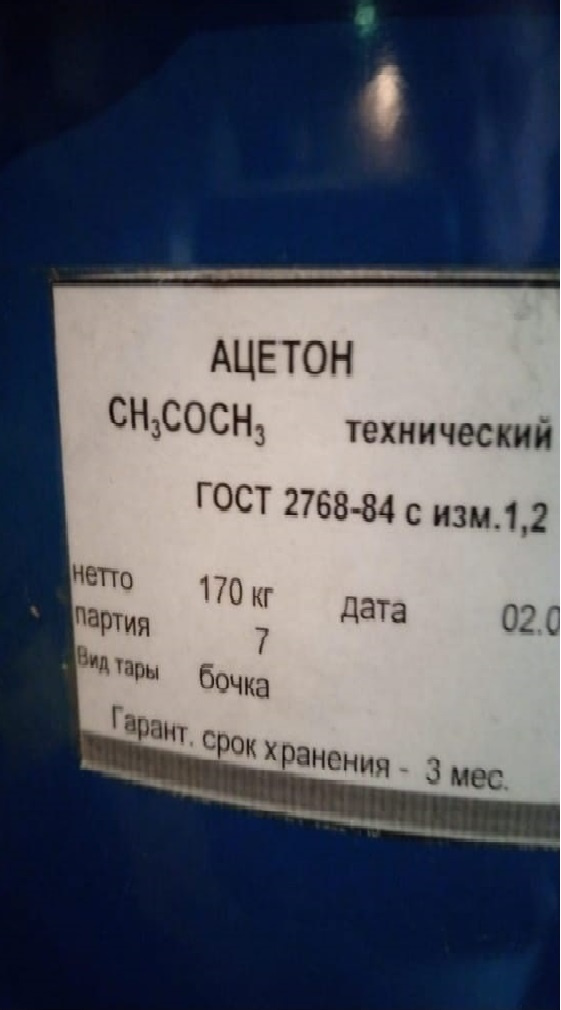 АЦЕТОН
CH₃COCH₃ технический
ГОСТ 2768-84 с изм.1,2
нетто 170 кг дата 02.0
партия 7
Вид тары бочка
Гарант. срок хранения - 3 мес.